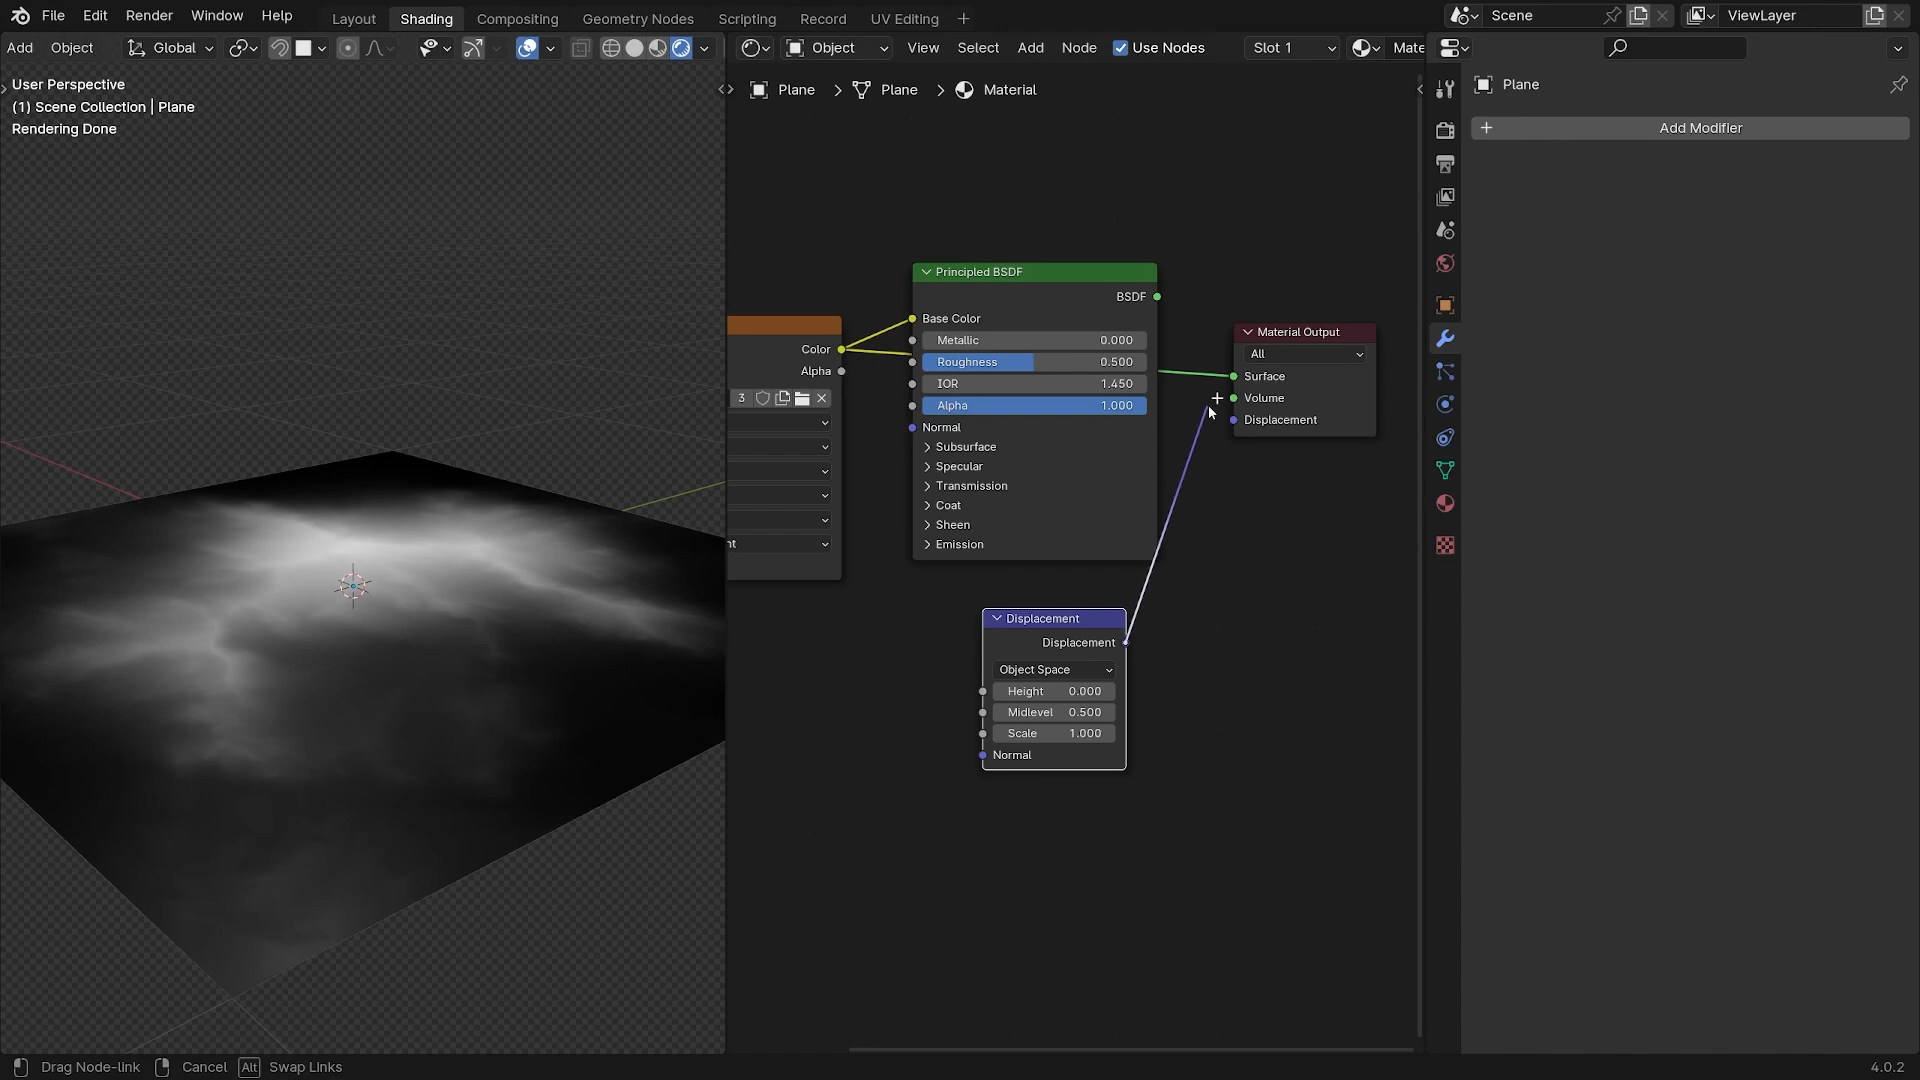 File Edit Render Window Help
Layout Shading Compositing Geometry Nodes Scripting Record UV Editing
Scene
ViewLayer
Add Object
Global
Object View Select Add Node Use Nodes
Slot 1
Mate
User Perspective
(1) Scene Collection | Plane
Rendering Done
Plane Plane Material
Plane
Add Modifier
Color
Alpha
3
nt
Principled BSDF
BSDF
Base Color
Metallic 0.000
Roughness 0.500
IOR 1.450
Alpha 1.000
Normal
Subsurface
Specular
Transmission
Coat
Sheen
Emission
Material Output
All
Surface
Volume
Displacement
Displacement
Displacement
Object Space
Height 0.000
Midlevel 0.500
Scale 1.000
Normal
Drag Node-link Cancel Alt Swap Links
4.0.2